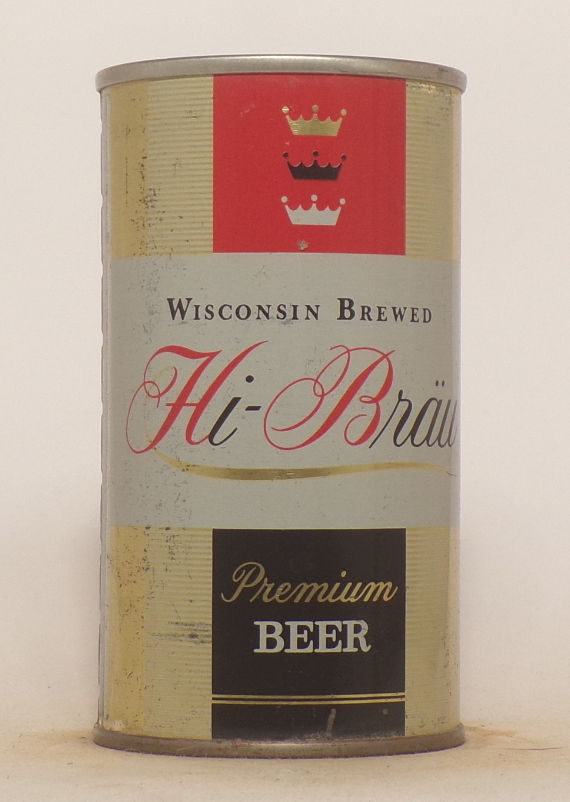 Wisconsin Brewed
Hi-Bräu
Premium
BEER